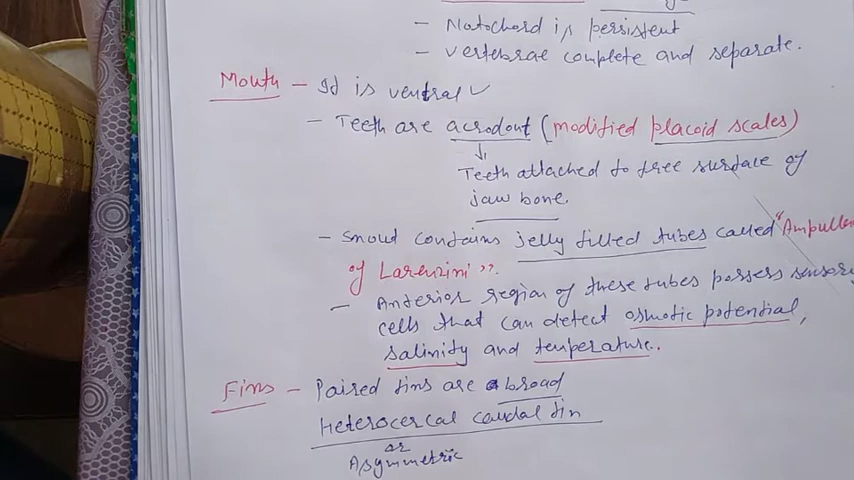 - Notochord is persistent
- vertebrae complete and separate.
Mouth - It is ventral ✓
- Teeth are acrodont (modified placoid scales)
↓
Teeth attached to free surface of
jaw bone.
- snout contains jelly filled tubes called "Ampullen
of Larenzini".
- Anterior region of these tubes possess sensory
cells that can detect osmotic potential,
salinity and temperature.
Fins - Paired fins are broad
Heterocercal caudal fin
or
Asymmetric